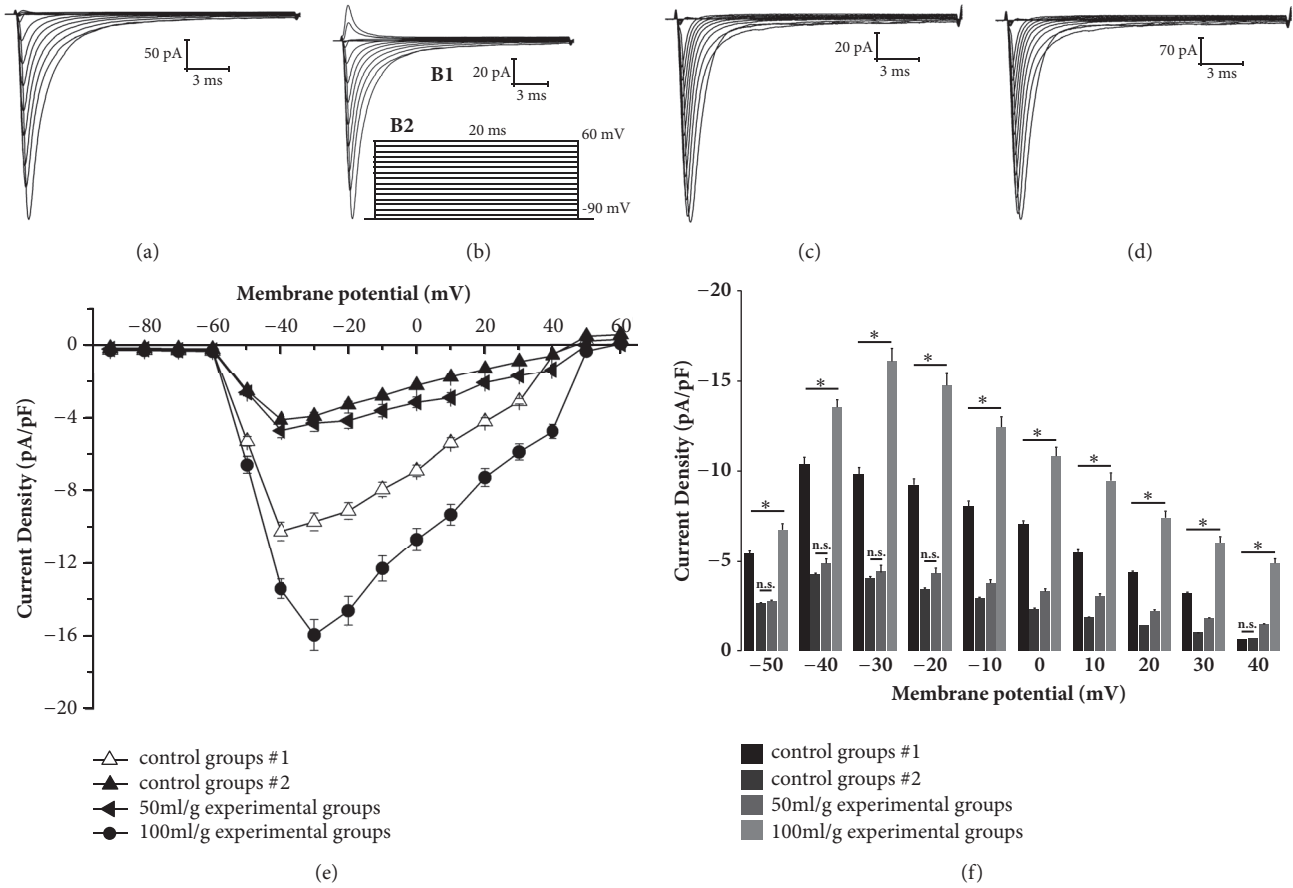 50 pA
3 ms
(a)
B1
20 pA
3 ms
B2
20 ms
60 mV
-90 mV
(b)
20 pA
3 ms
(c)
70 pA
3 ms
(d)
Membrane potential (mV)
−80 −60 −40 −20 0 20 40 60
0
−4
−8
−12
−16
−20
Current Density (pA/pF)
control groups #1
control groups #2
50ml/g experimental groups
100ml/g experimental groups
(e)
−20
−15
−10
−5
0
Current Density (pA/pF)
*
n.s.
*
n.s.
*
n.s.
*
n.s.
*
*
*
*
*
*
n.s.
−50 −40 −30 −20 −10 0 10 20 30 40
Membrane potential (mV)
control groups #1
control groups #2
50ml/g experimental groups
100ml/g experimental groups
(f)